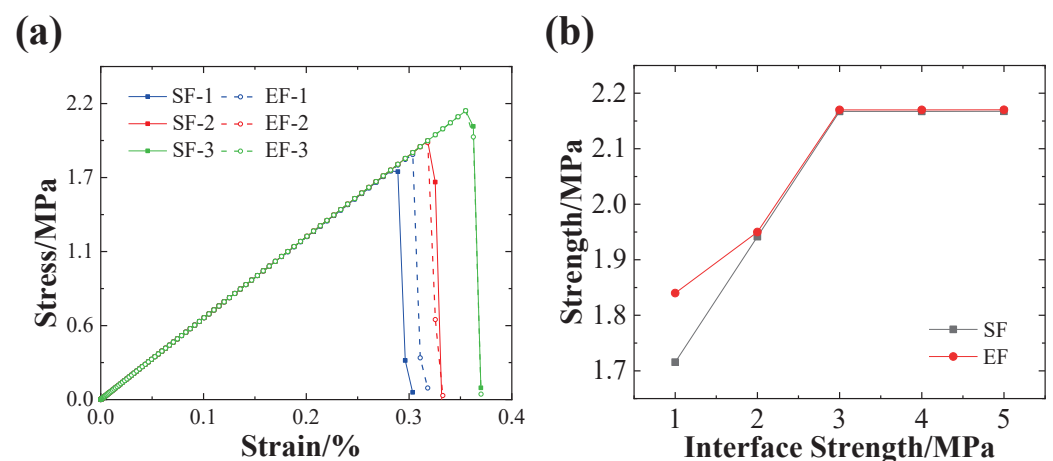 (a)
SF-1 EF-1
SF-2 EF-2
SF-3 EF-3
2.2
1.7
1.1
0.6
0.0
0.0 0.1 0.2 0.3 0.4
Stress/MPa
Strain/%
(b)
2.2
2.1
2.0
1.9
1.8
1.7
1 2 3 4 5
Strength/MPa
Interface Strength/MPa
SF
EF